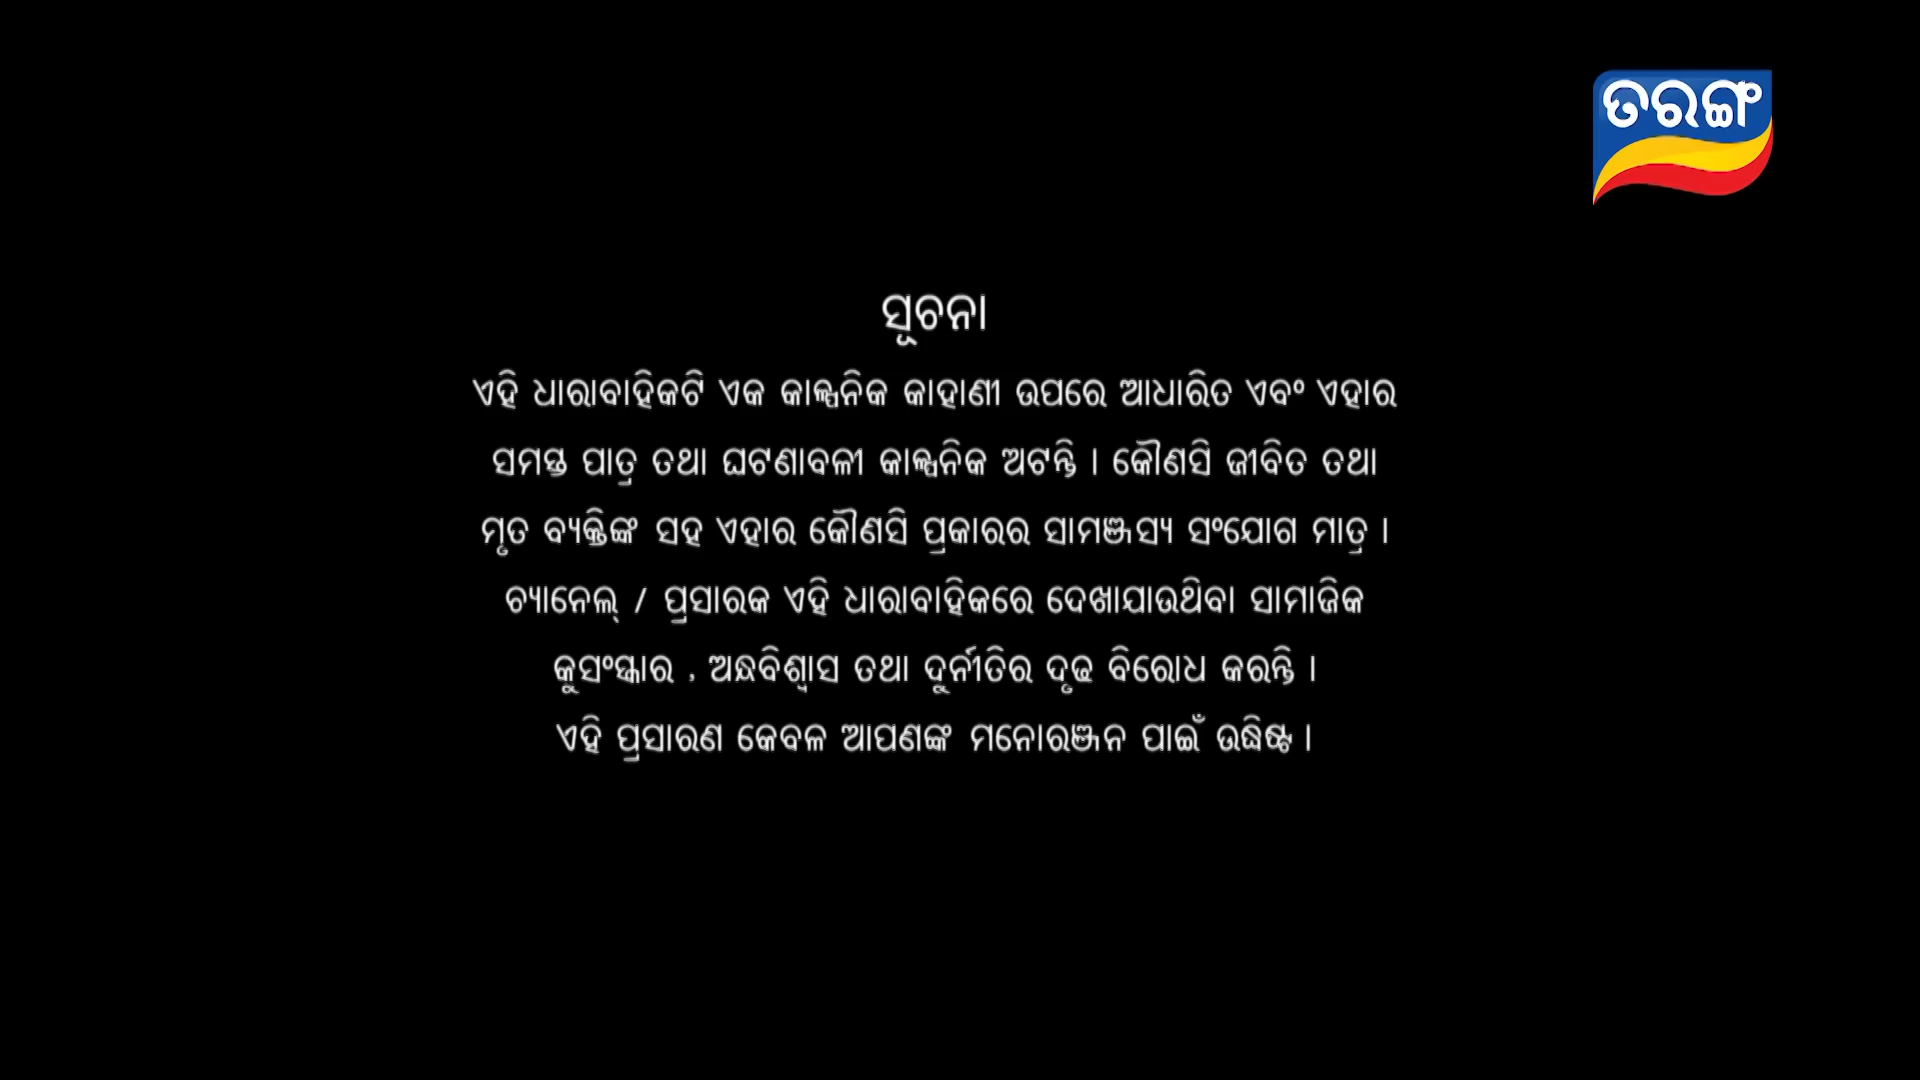 ତରଙ୍ଗ
ସୂଚନା
ଏହି ଧାରାବାହିକଟି ଏକ କାଳ୍ପନିକ କାହାଣୀ ଉପରେ ଆଧାରିତ ଏବଂ ଏହାର
ସମସ୍ତ ପାତ୍ର ତଥା ଘଟଣାବଳୀ କାଳ୍ପନିକ ଅଟନ୍ତି । କୌଣସି ଜୀବିତ ତଥା
ମୃତ ବ୍ୟକ୍ତିଙ୍କ ସହ ଏହାର କୌଣସି ପ୍ରକାରର ସାମଞ୍ଜସ୍ୟ ସଂଯୋଗ ମାତ୍ର ।
ଚ୍ୟାନେଲ୍ / ପ୍ରସାରକ ଏହି ଧାରାବାହିକରେ ଦେଖାଯାଉଥିବା ସାମାଜିକ
କୁସଂସ୍କାର , ଅନ୍ଧବିଶ୍ୱାସ ତଥା ଦୁର୍ନୀତିର ଦୃଢ ବିରୋଧ କରନ୍ତି ।
ଏହି ପ୍ରସାରଣ କେବଳ ଆପଣଙ୍କ ମନୋରଞ୍ଜନ ପାଇଁ ଉଦ୍ଧିଷ୍ଟ ।